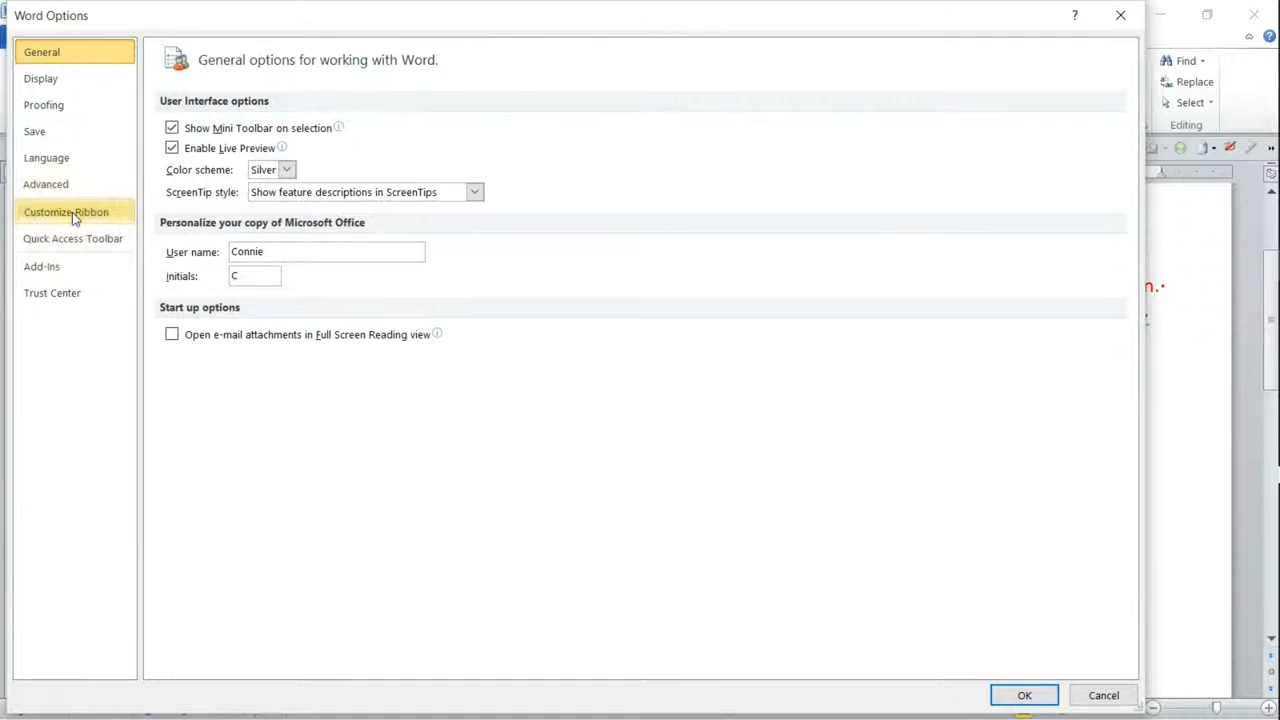 Word Options
?
General
Display
Proofing
Save
Language
Advanced
Customize Ribbon
Quick Access Toolbar
Add-Ins
Trust Center
General options for working with Word.
User Interface options
Show Mini Toolbar on selection
Enable Live Preview
Color scheme: Silver
ScreenTip style: Show feature descriptions in ScreenTips
Personalize your copy of Microsoft Office
User name: Connie
Initials: C
Start up options
Open e-mail attachments in Full Screen Reading view
OK
Cancel
Find
Replace
Select
Editing
n.